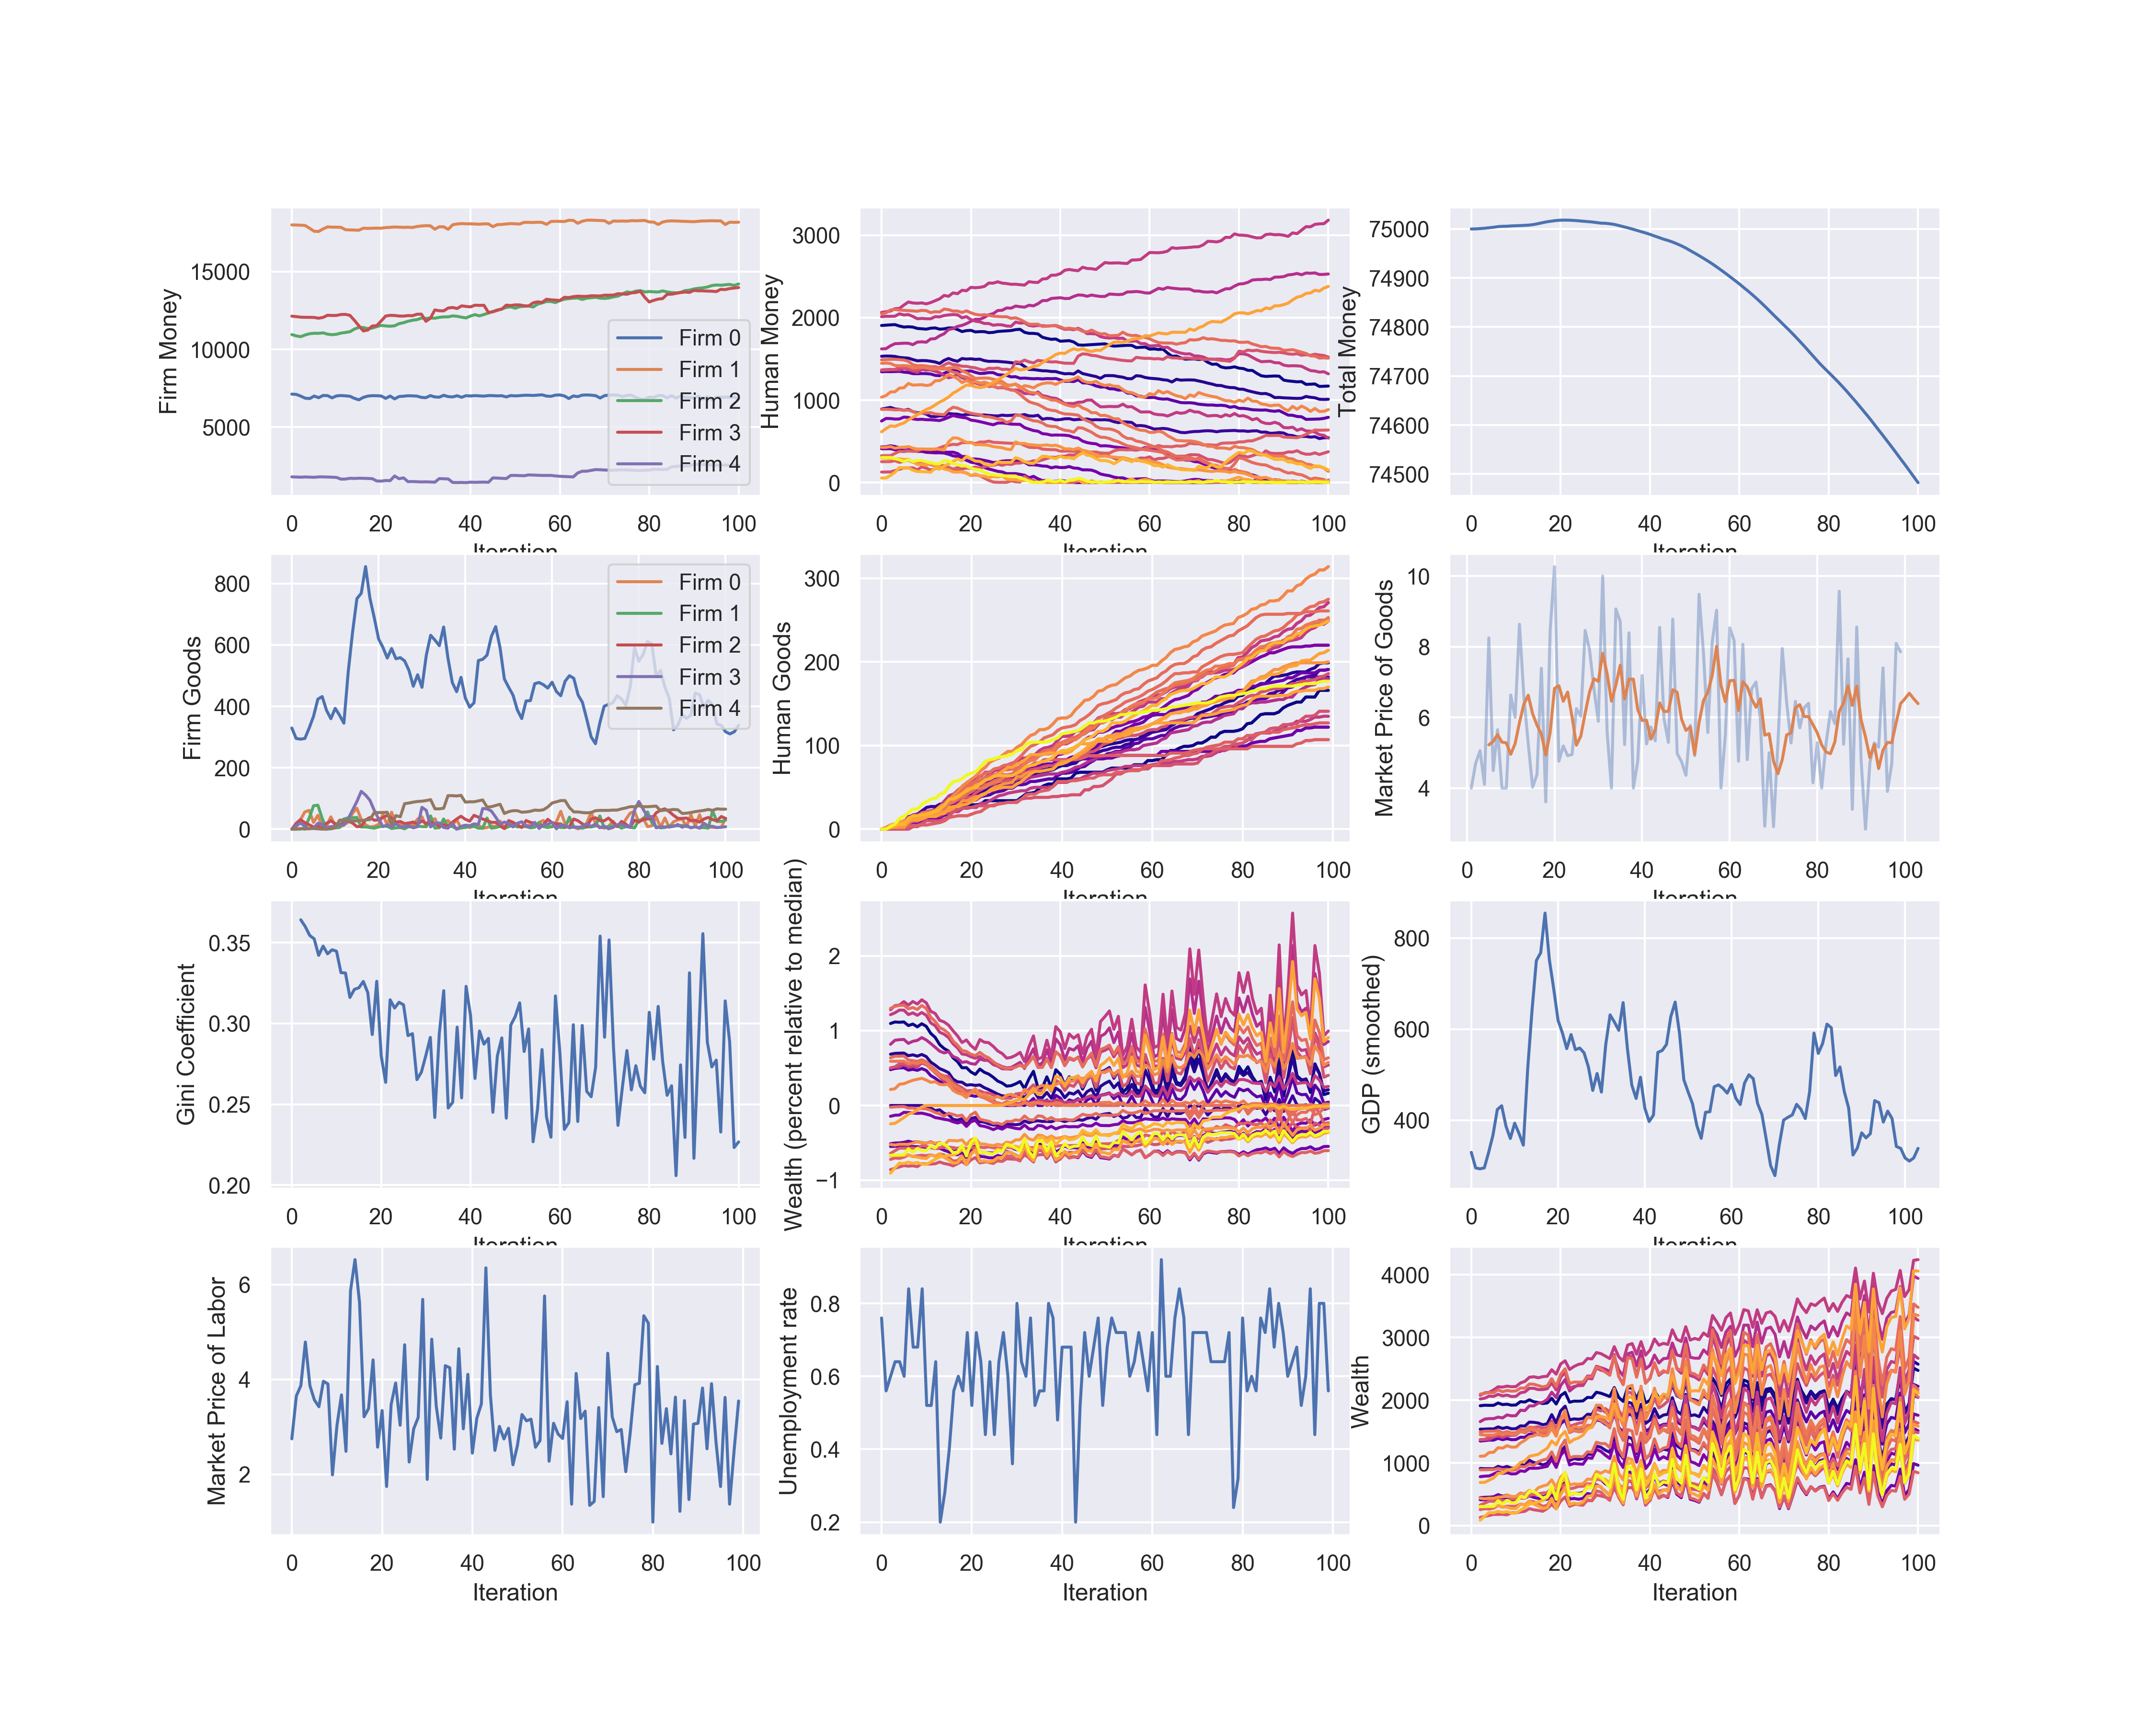 Firm Money
15000
10000
5000
0 20 40 60 80 100
Iteration
Firm 0
Firm 1
Firm 2
Firm 3
Firm 4
Human Money
3000
2000
1000
0
0 20 40 60 80 100
Iteration
Total Money
75000
74900
74800
74700
74600
74500
0 20 40 60 80 100
Iteration
Firm Goods
800
600
400
200
0
0 20 40 60 80 100
Iteration
Firm 0
Firm 1
Firm 2
Firm 3
Firm 4
Human Goods
300
200
100
0
0 20 40 60 80 100
Iteration
Market Price of Goods
10
8
6
4
0 20 40 60 80 100
Iteration
Gini Coefficient
0.35
0.30
0.25
0.20
0 20 40 60 80 100
Iteration
Wealth (percent relative to median)
2
1
0
−1
0 20 40 60 80 100
Iteration
GDP (smoothed)
800
600
400
0 20 40 60 80 100
Iteration
Market Price of Labor
6
4
2
0 20 40 60 80 100
Iteration
Unemployment rate
0.8
0.6
0.4
0.2
0 20 40 60 80 100
Iteration
Wealth
4000
3000
2000
1000
0
0 20 40 60 80 100
Iteration